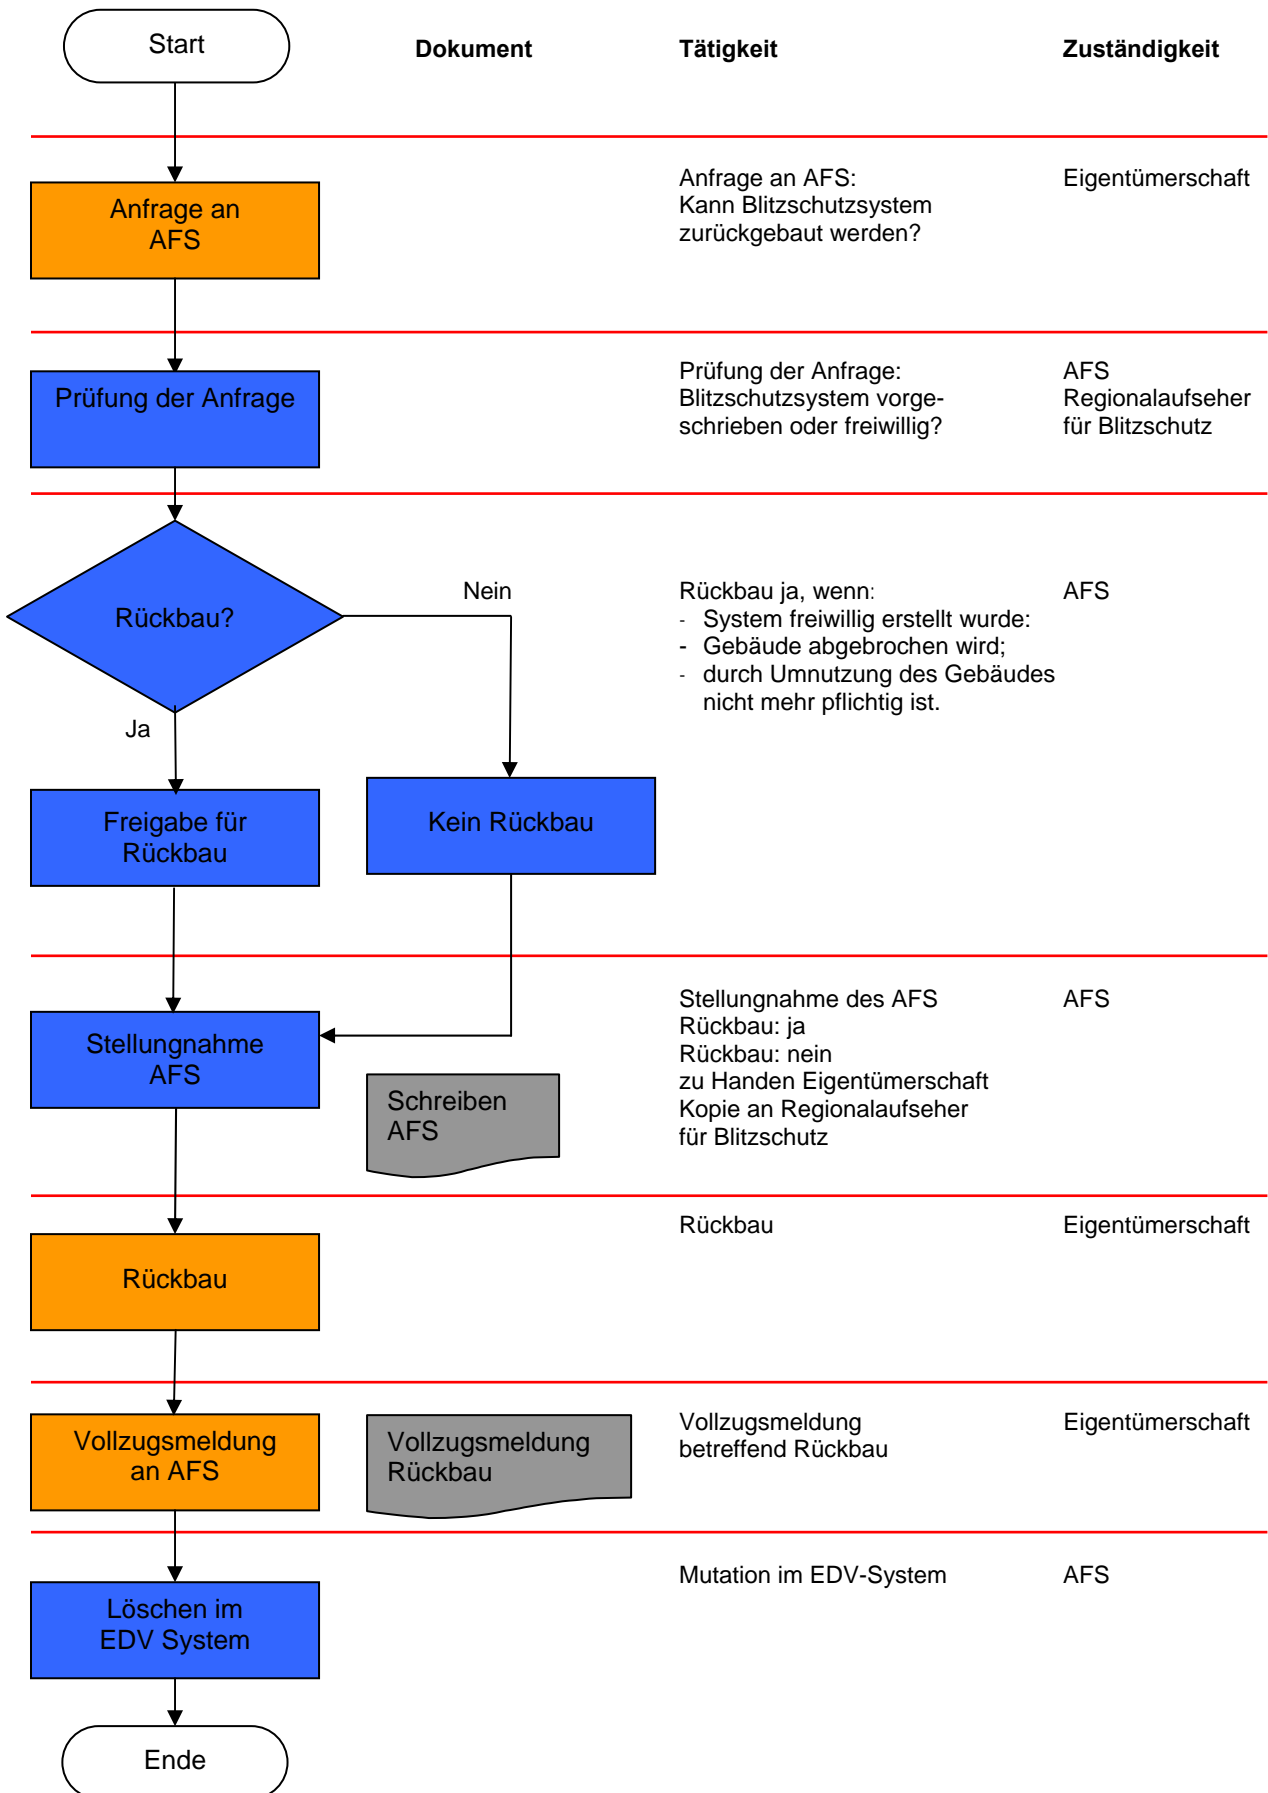 Start
Dokument
Tätigkeit
Zuständigkeit
Anfrage an
AFS
Anfrage an AFS:
Kann Blitzschutzsystem
zurückgebaut werden?
Eigentümerschaft
Prüfung der Anfrage
Prüfung der Anfrage:
Blitzschutzsystem vorge-
schrieben oder freiwillig?
AFS
Regionalaufseher
für Blitzschutz
Rückbau?
Nein
Ja
Rückbau ja, wenn:
- System freiwillig erstellt wurde:
- Gebäude abgebrochen wird;
- durch Umnutzung des Gebäudes
nicht mehr pflichtig ist.
AFS
Freigabe für
Rückbau
Kein Rückbau
Stellungnahme
AFS
Schreiben
AFS
Stellungnahme des AFS
Rückbau: ja
Rückbau: nein
zu Handen Eigentümerschaft
Kopie an Regionalaufseher
für Blitzschutz
AFS
Rückbau
Rückbau
Eigentümerschaft
Vollzugsmeldung
an AFS
Vollzugsmeldung
Rückbau
Vollzugsmeldung
betreffend Rückbau
Eigentümerschaft
Löschen im
EDV System
Mutation im EDV-System
AFS
Ende